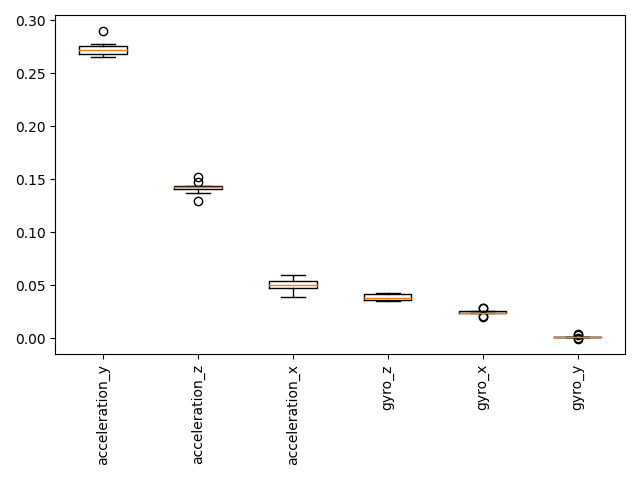 0.30
0.25
0.20
0.15
0.10
0.05
0.00
acceleration_y
acceleration_z
acceleration_x
gyro_z
gyro_x
gyro_y